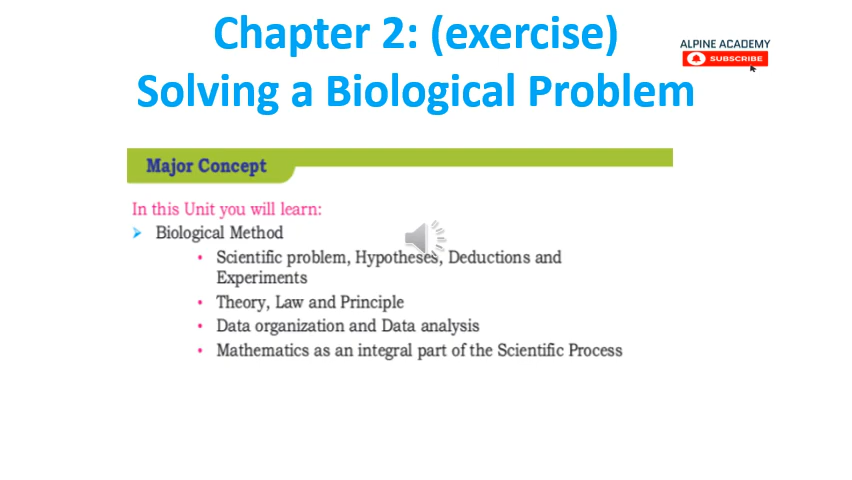 Chapter 2: (exercise)
ALPINE ACADEMY
SUBSCRIBE
Solving a Biological Problem
Major Concept
In this Unit you will learn:
Biological Method
• Scientific problem, Hypotheses, Deductions and
Experiments
• Theory, Law and Principle
• Data organization and Data analysis
• Mathematics as an integral part of the Scientific Process